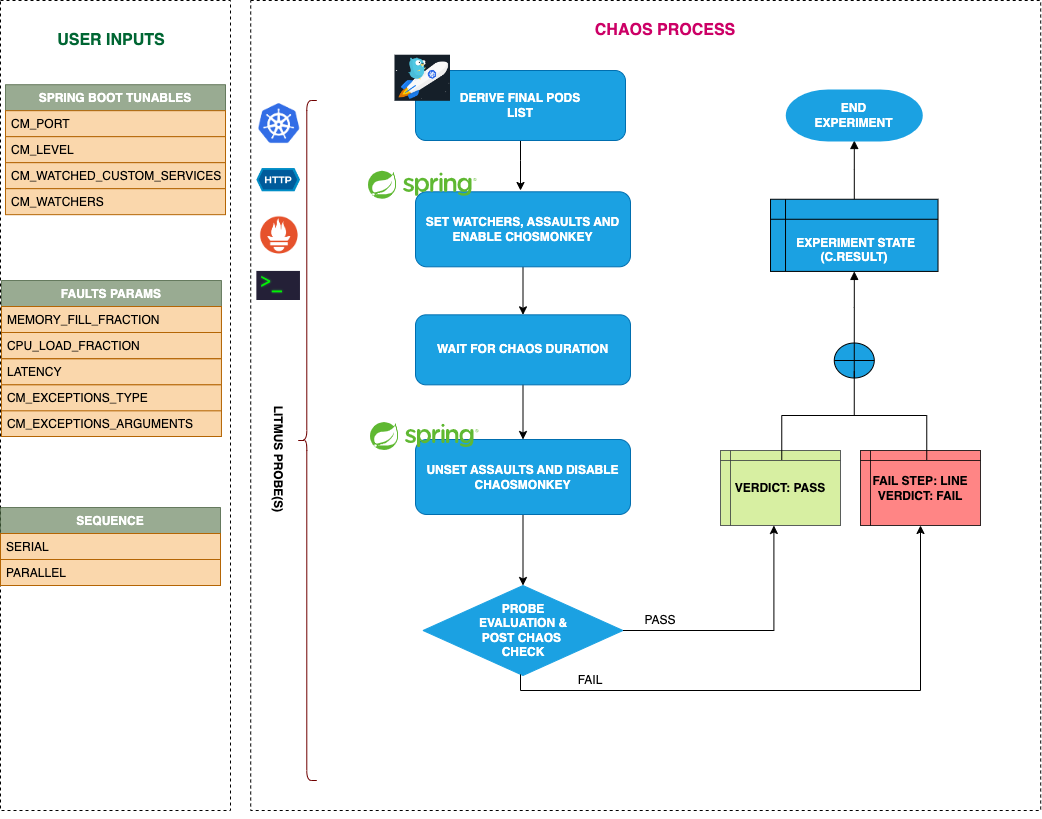 USER INPUTS
SPRING BOOT TUNABLES
CM_PORT
CM_LEVEL
CM_WATCHED_CUSTOM_SERVICES
CM_WATCHERS
FAULTS PARAMS
MEMORY_FILL_FRACTION
CPU_LOAD_FRACTION
LATENCY
CM_EXCEPTIONS_TYPE
CM_EXCEPTIONS_ARGUMENTS
SEQUENCE
SERIAL
PARALLEL
CHAOS PROCESS
HTTP
>_
LITMUS PROBE(S)
DERIVE FINAL PODS
LIST
spring
SET WATCHERS, ASSAULTS AND
ENABLE CHOSMONKEY
WAIT FOR CHAOS DURATION
spring
UNSET ASSAULTS AND DISABLE
CHAOSMONKEY
PROBE
EVALUATION &
POST CHAOS
CHECK
PASS
FAIL
VERDICT: PASS
FAIL STEP: LINE
VERDICT: FAIL
EXPERIMENT STATE
(C.RESULT)
END
EXPERIMENT